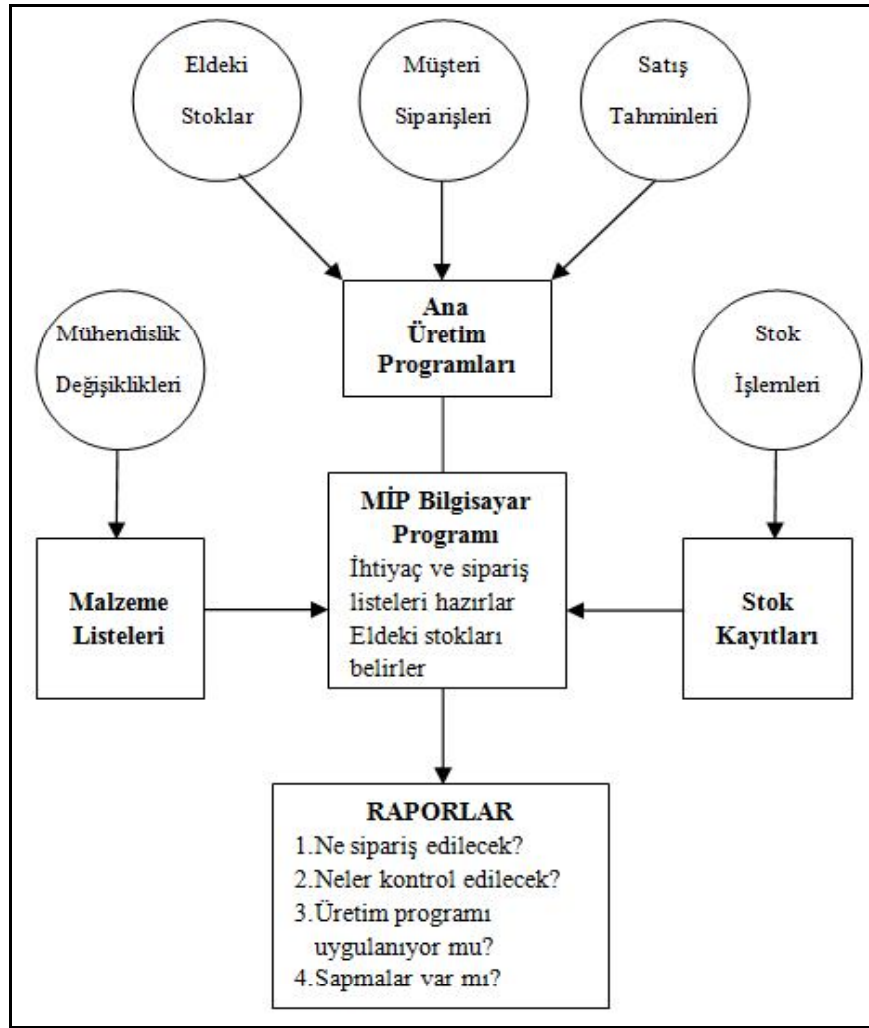 Eldeki
Stoklar
Müşteri
Siparişleri
Satış
Tahminleri
Ana
Üretim
Programları
Mühendislik
Değişiklikleri
Stok
İşlemleri
MİP Bilgisayar
Programı
İhtiyaç ve sipariş
listeleri hazırlar
Eldeki stokları
belirler
Malzeme
Listeleri
Stok
Kayıtları
RAPORLAR
1.Ne sipariş edilecek?
2.Neler kontrol edilecek?
3.Üretim programı
uygulanıyor mu?
4.Sapmalar var mı?